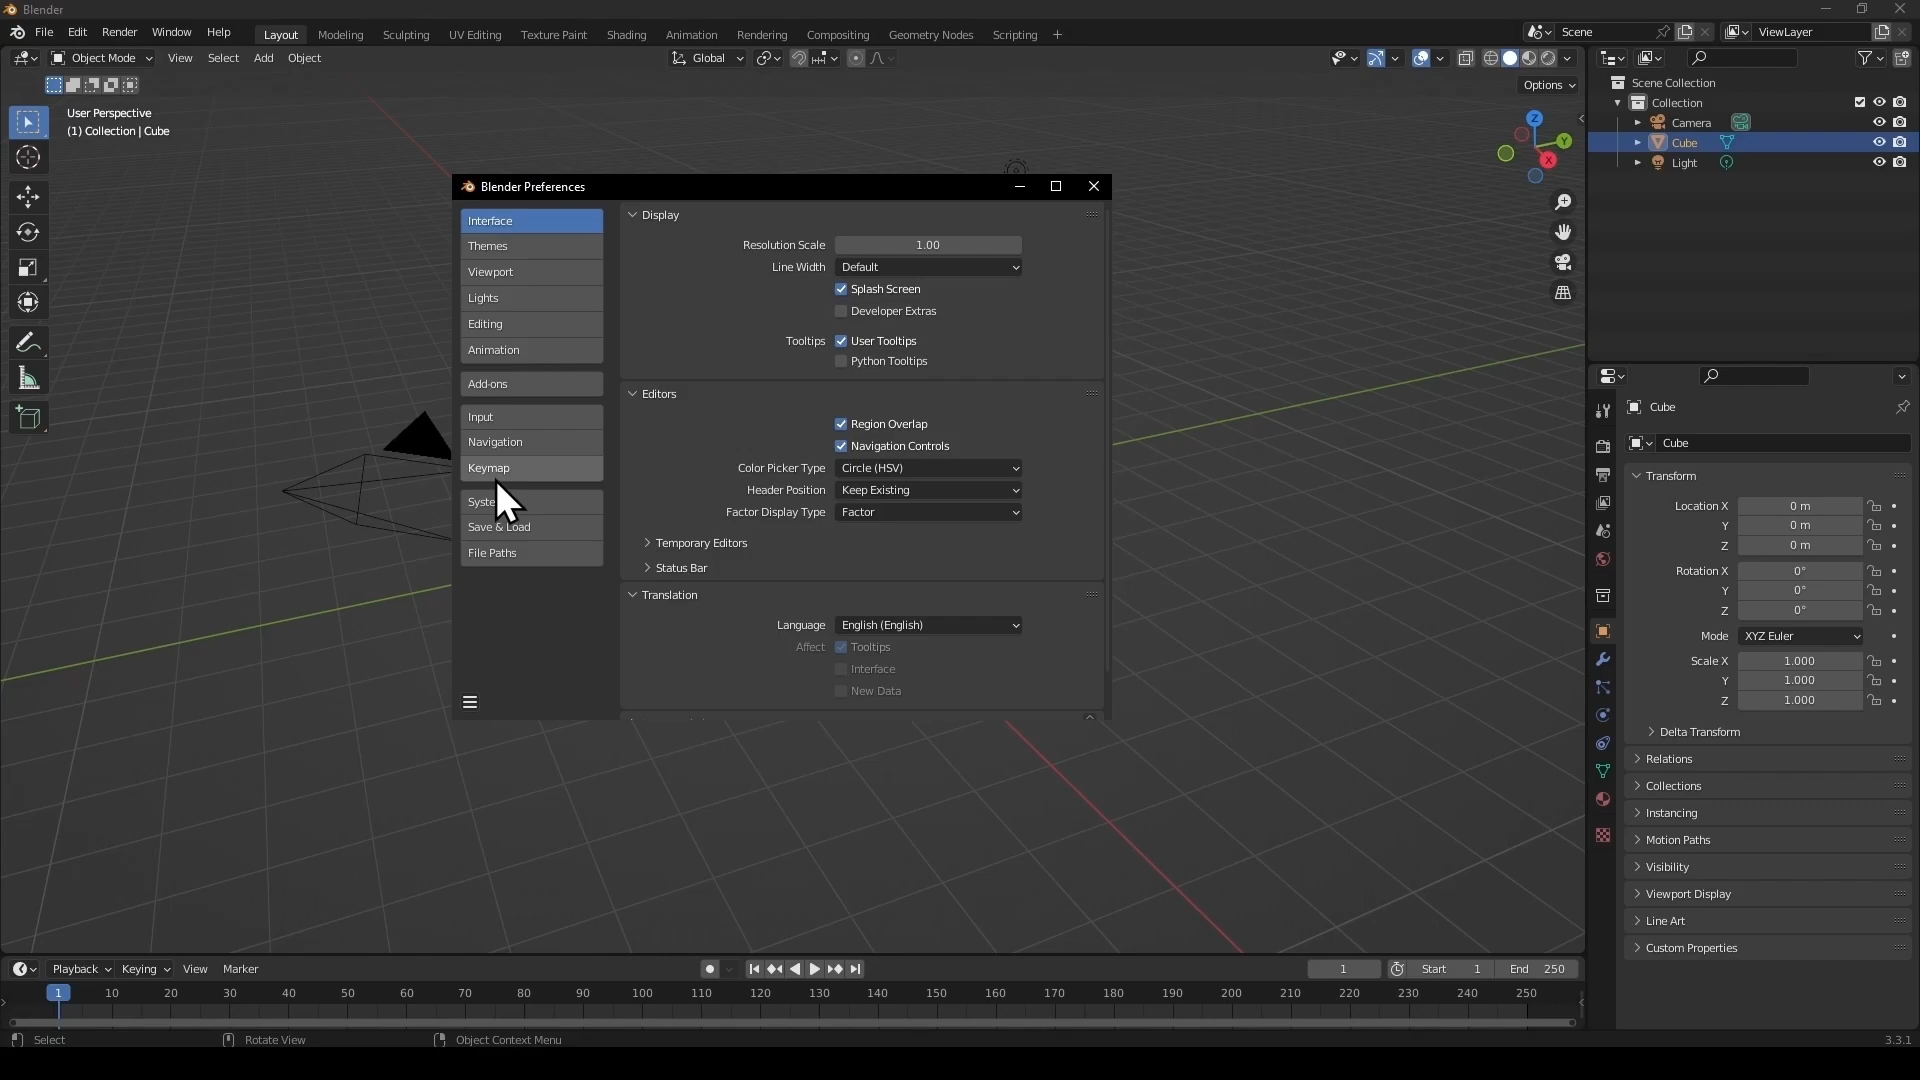 Blender
File Edit Render Window Help Layout Modeling Sculpting UV Editing Texture Paint Shading Animation Rendering Compositing Geometry Nodes Scripting + Scene ViewLayer
Object Mode View Select Add Object Global
Options
User Perspective
(1) Collection | Cube
Z
Y
X
Scene Collection
Collection
Camera
Cube
Light
Blender Preferences
Interface
Themes
Viewport
Lights
Editing
Animation
Add-ons
Input
Navigation
Keymap
Save & Load
File Paths
Display
Resolution Scale 1.00
Line Width Default
Splash Screen
Developer Extras
Tooltips User Tooltips
Python Tooltips
Editors
Region Overlap
Navigation Controls
Color Picker Type Circle (HSV)
Header Position Keep Existing
Factor Display Type Factor
Temporary Editors
Status Bar
Translation
Language English (English)
Affect Tooltips
Interface
New Data
Cube
Cube
Transform
Location X 0 m
Y 0 m
Z 0 m
Rotation X 0°
Y 0°
Z 0°
Mode XYZ Euler
Scale X 1.000
Y 1.000
Z 1.000
Delta Transform
Relations
Collections
Instancing
Motion Paths
Visibility
Viewport Display
Line Art
Custom Properties
Playback Keying View Marker 1 Start 1 End 250
1 10 20 30 40 50 60 70 80 90 100 110 120 130 140 150 160 170 180 190 200 210 220 230 240 250
Select Rotate View Object Context Menu 3.3.1